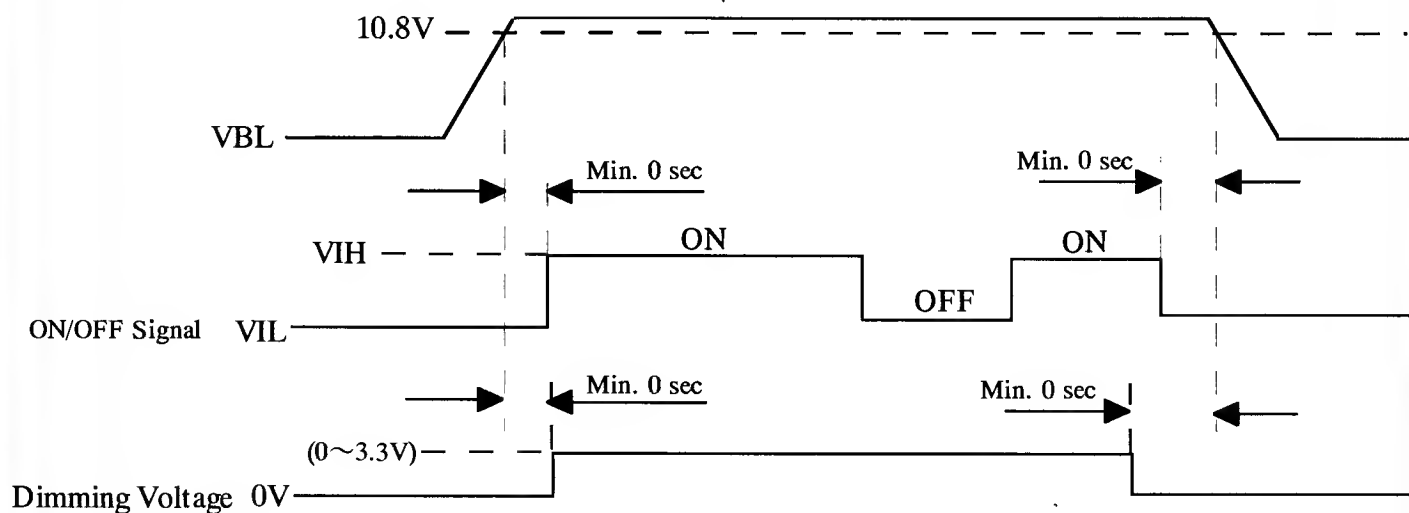 10.8V
VBL
Min. 0 sec
Min. 0 sec
VIH
ON
ON
OFF
ON/OFF Signal VIL
Min. 0 sec
Min. 0 sec
(0～3.3V)
Dimming Voltage 0V